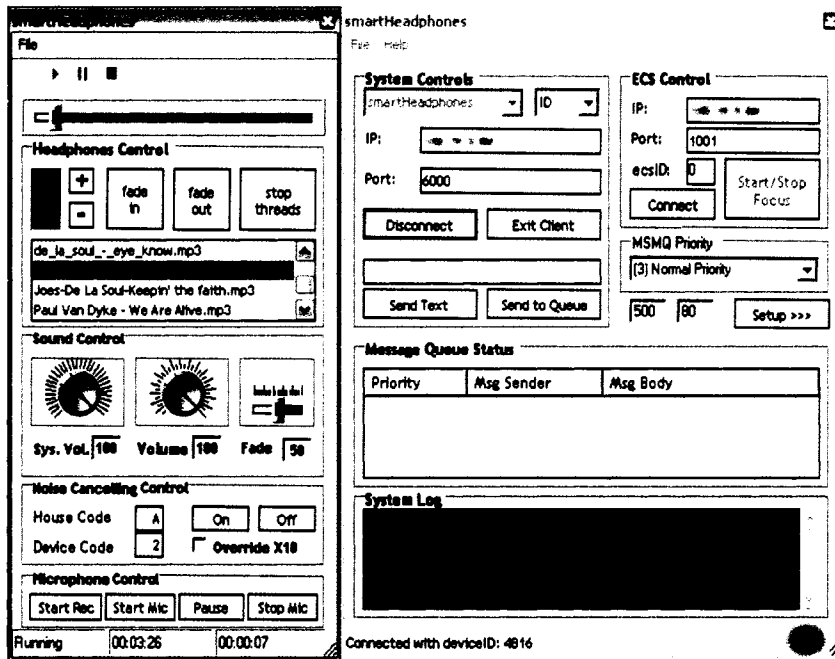 smartHeadphones
File
Headphones Control
+
-
fade in
fade out
stop threads
de_la_soul_-_eye_know.mp3
Joes-De La Soul-Keepin' the faith.mp3
Paul Van Dyke - We Are Alive.mp3
Sound Control
Sys. Vol. 100
Volume 100
Fade 50
Noise Cancelling Control
House Code A On Off
Device Code 2 Override X10
Microphone Control
Start Rec Start Mic Pause Stop Mic
Running 00:03:26 00:00:07
smartHeadphones
File Help
System Controls
smartHeadphones ID
IP:
Port: 6000
Disconnect Exit Client
Send Text Send to Queue
ECS Control
IP:
Port: 1001
ecsID: 0
Connect
Start/Stop Focus
MSMQ Priority
(3) Normal Priority
500 80 Setup >>>
Message Queue Status
Priority Msg Sender Msg Body
System Log
Connected with deviceID: 4816